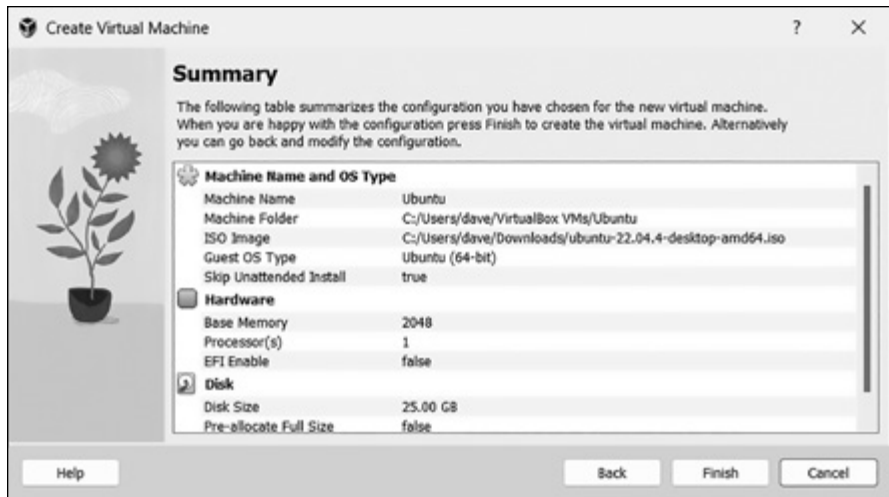 Create Virtual Machine
? ×
Summary
The following table summarizes the configuration you have chosen for the new virtual machine.
When you are happy with the configuration press Finish to create the virtual machine. Alternatively
you can go back and modify the configuration.
Machine Name and OS Type
Machine Name Ubuntu
Machine Folder C:/Users/dave/VirtualBox VMs/Ubuntu
ISO Image C:/Users/dave/Downloads/ubuntu-22.04.4-desktop-amd64.iso
Guest OS Type Ubuntu (64-bit)
Skip Unattended Install true
Hardware
Base Memory 2048
Processor(s) 1
EFI Enable false
Disk
Disk Size 25.00 GB
Pre-allocate Full Size false
Help Back Finish Cancel